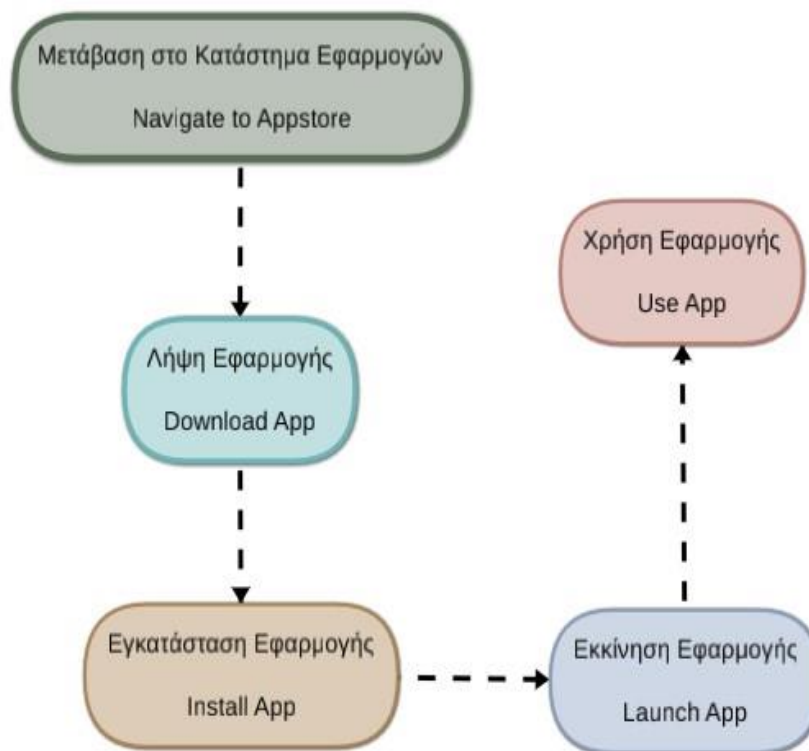 Μετάβαση στο Κατάστημα Εφαρμογών
Navigate to Appstore
Λήψη Εφαρμογής
Download App
Εγκατάσταση Εφαρμογής
Install App
Εκκίνηση Εφαρμογής
Launch App
Χρήση Εφαρμογής
Use App